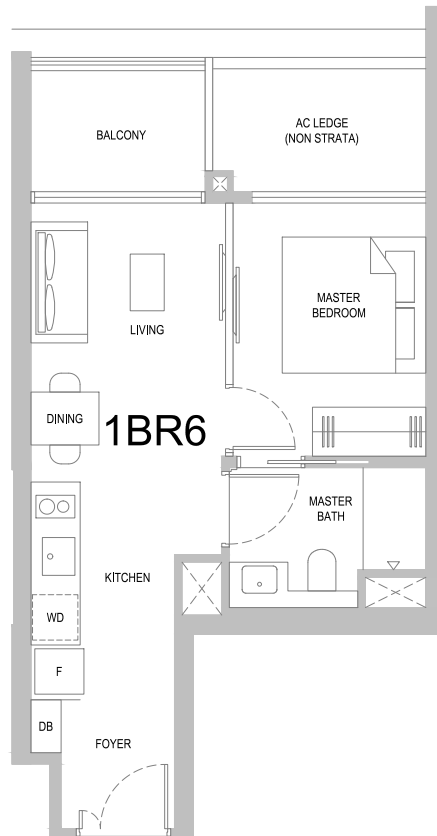 BALCONY
AC LEDGE
(NON STRATA)
MASTER
BEDROOM
LIVING
DINING
1BR6
MASTER
BATH
KITCHEN
WD
F
DB
FOYER